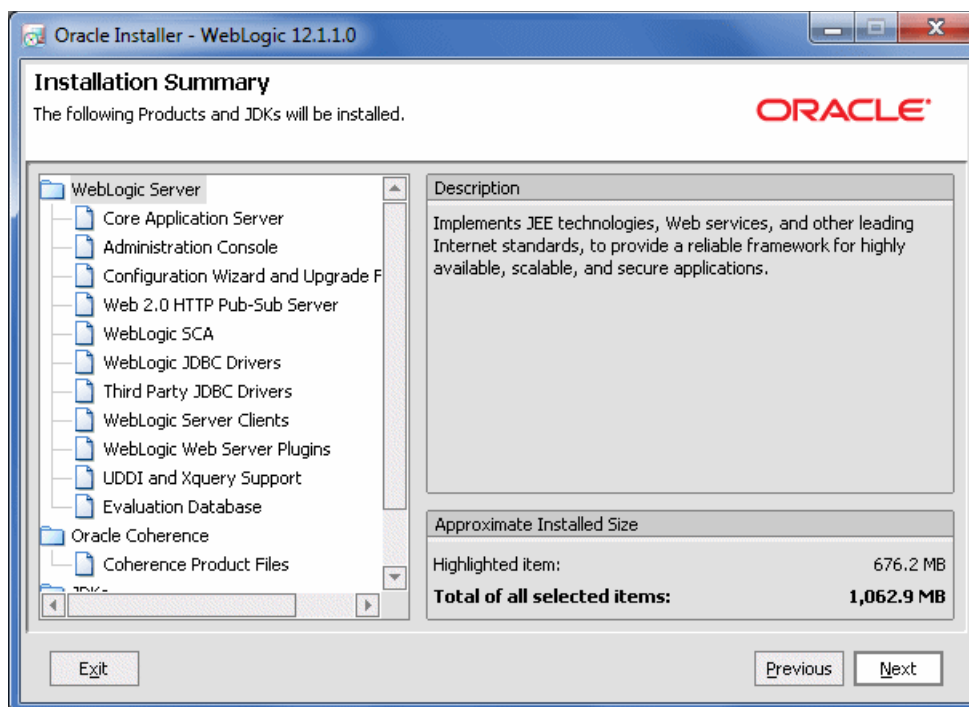 Oracle Installer - WebLogic 12.1.1.0
Installation Summary
The following Products and JDKs will be installed.
ORACLE
WebLogic Server
Core Application Server
Administration Console
Configuration Wizard and Upgrade F
Web 2.0 HTTP Pub-Sub Server
WebLogic SCA
WebLogic JDBC Drivers
Third Party JDBC Drivers
WebLogic Server Clients
WebLogic Web Server Plugins
UDDI and Xquery Support
Evaluation Database
Oracle Coherence
Coherence Product Files
JDKs
Description
Implements JEE technologies, Web services, and other leading
Internet standards, to provide a reliable framework for highly
available, scalable, and secure applications.
Approximate Installed Size
Highlighted item: 676.2 MB
Total of all selected items: 1,062.9 MB
Exit
Previous
Next